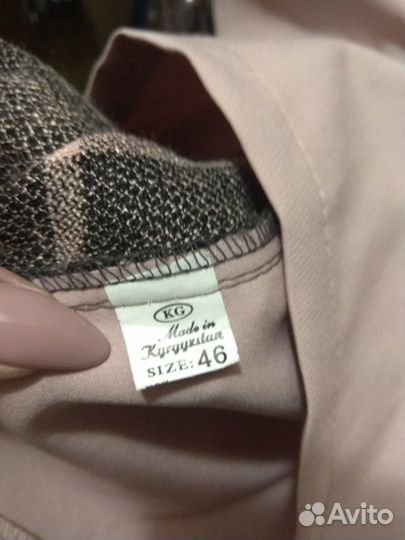 KG
Made in
Kyrgyzstan
SIZE: 46
Avito